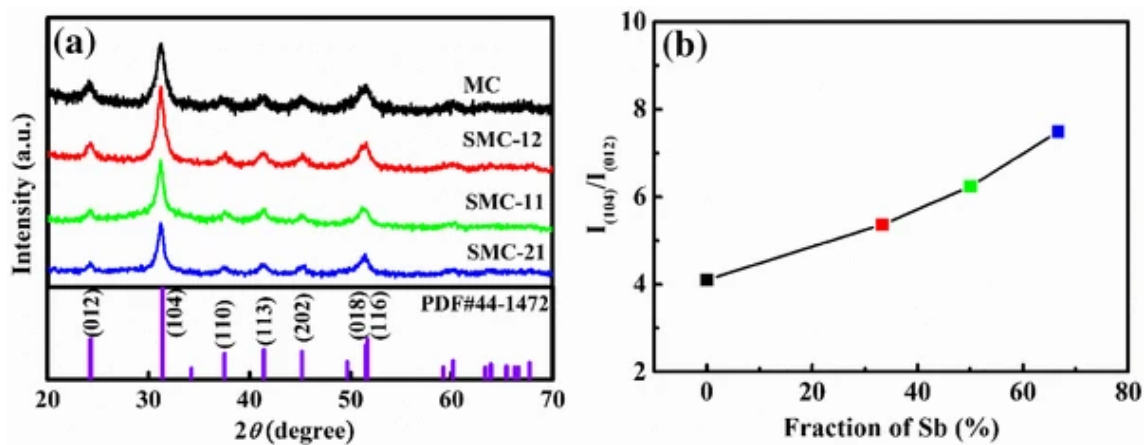 (a)
MC
SMC-12
SMC-11
SMC-21
PDF#44-1472
(012)
(104)
(110)
(113)
(202)
(018)
(116)
Intensity (a.u.)
20 30 40 50 60 70
2θ (degree)
(b)
10
8
6
4
2
I(104)/I(012)
0 20 40 60 80
Fraction of Sb (%)